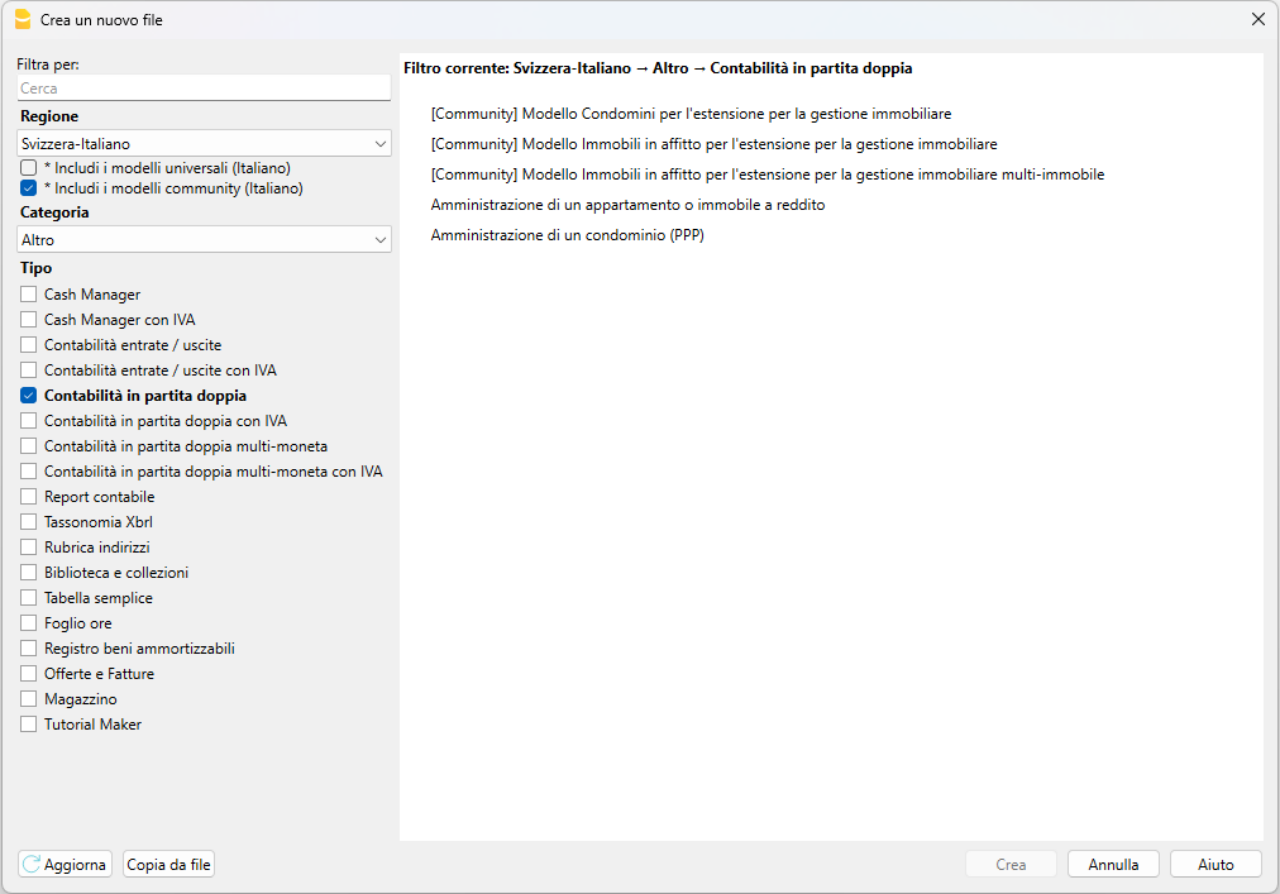 Crea un nuovo file
Filtra per:
Cerca
Regione
Svizzera-Italiano
* Includi i modelli universali (Italiano)
* Includi i modelli community (Italiano)
Categoria
Altro
Tipo
Cash Manager
Cash Manager con IVA
Contabilità entrate / uscite
Contabilità entrate / uscite con IVA
Contabilità in partita doppia
Contabilità in partita doppia con IVA
Contabilità in partita doppia multi-moneta
Contabilità in partita doppia multi-moneta con IVA
Report contabile
Tassonomia Xbrl
Rubrica indirizzi
Biblioteca e collezioni
Tabella semplice
Foglio ore
Registro beni ammortizzabili
Offerte e Fatture
Magazzino
Tutorial Maker
Filtro corrente: Svizzera-Italiano → Altro → Contabilità in partita doppia
[Community] Modello Condomini per l'estensione per la gestione immobiliare
[Community] Modello Immobili in affitto per l'estensione per la gestione immobiliare
[Community] Modello Immobili in affitto per l'estensione per la gestione immobiliare multi-immobile
Amministrazione di un appartamento o immobile a reddito
Amministrazione di un condominio (PPP)
Aggiorna
Copia da file
Crea
Annulla
Aiuto